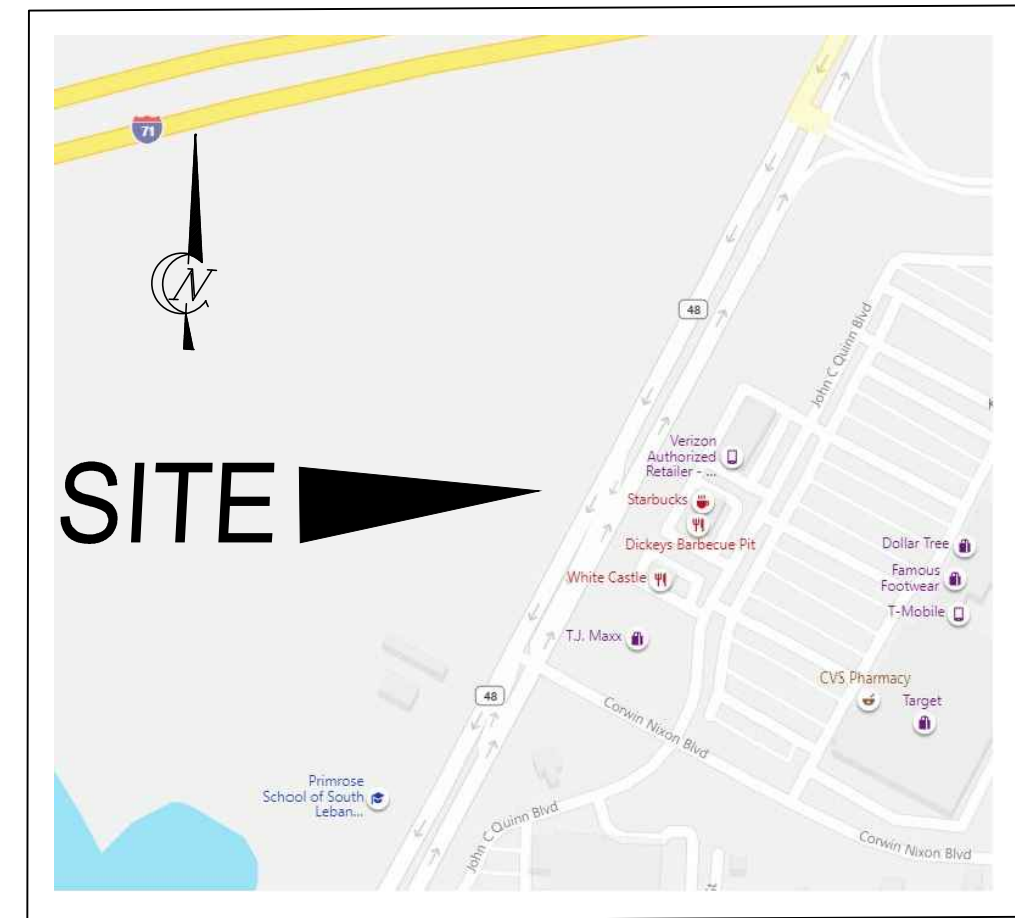 71
N
48
John C Quinn Blvd
Verizon
Authorized
Retailer - ...
Starbucks
SITE
Dickeys Barbecue Pit
Dollar Tree
White Castle
Famous
Footwear
T-Mobile
T.J. Maxx
CVS Pharmacy
48
Target
Corwin Nixon Blvd
Primrose
School of South
Leban...
John C Quinn Blvd
Corwin Nixon Blvd